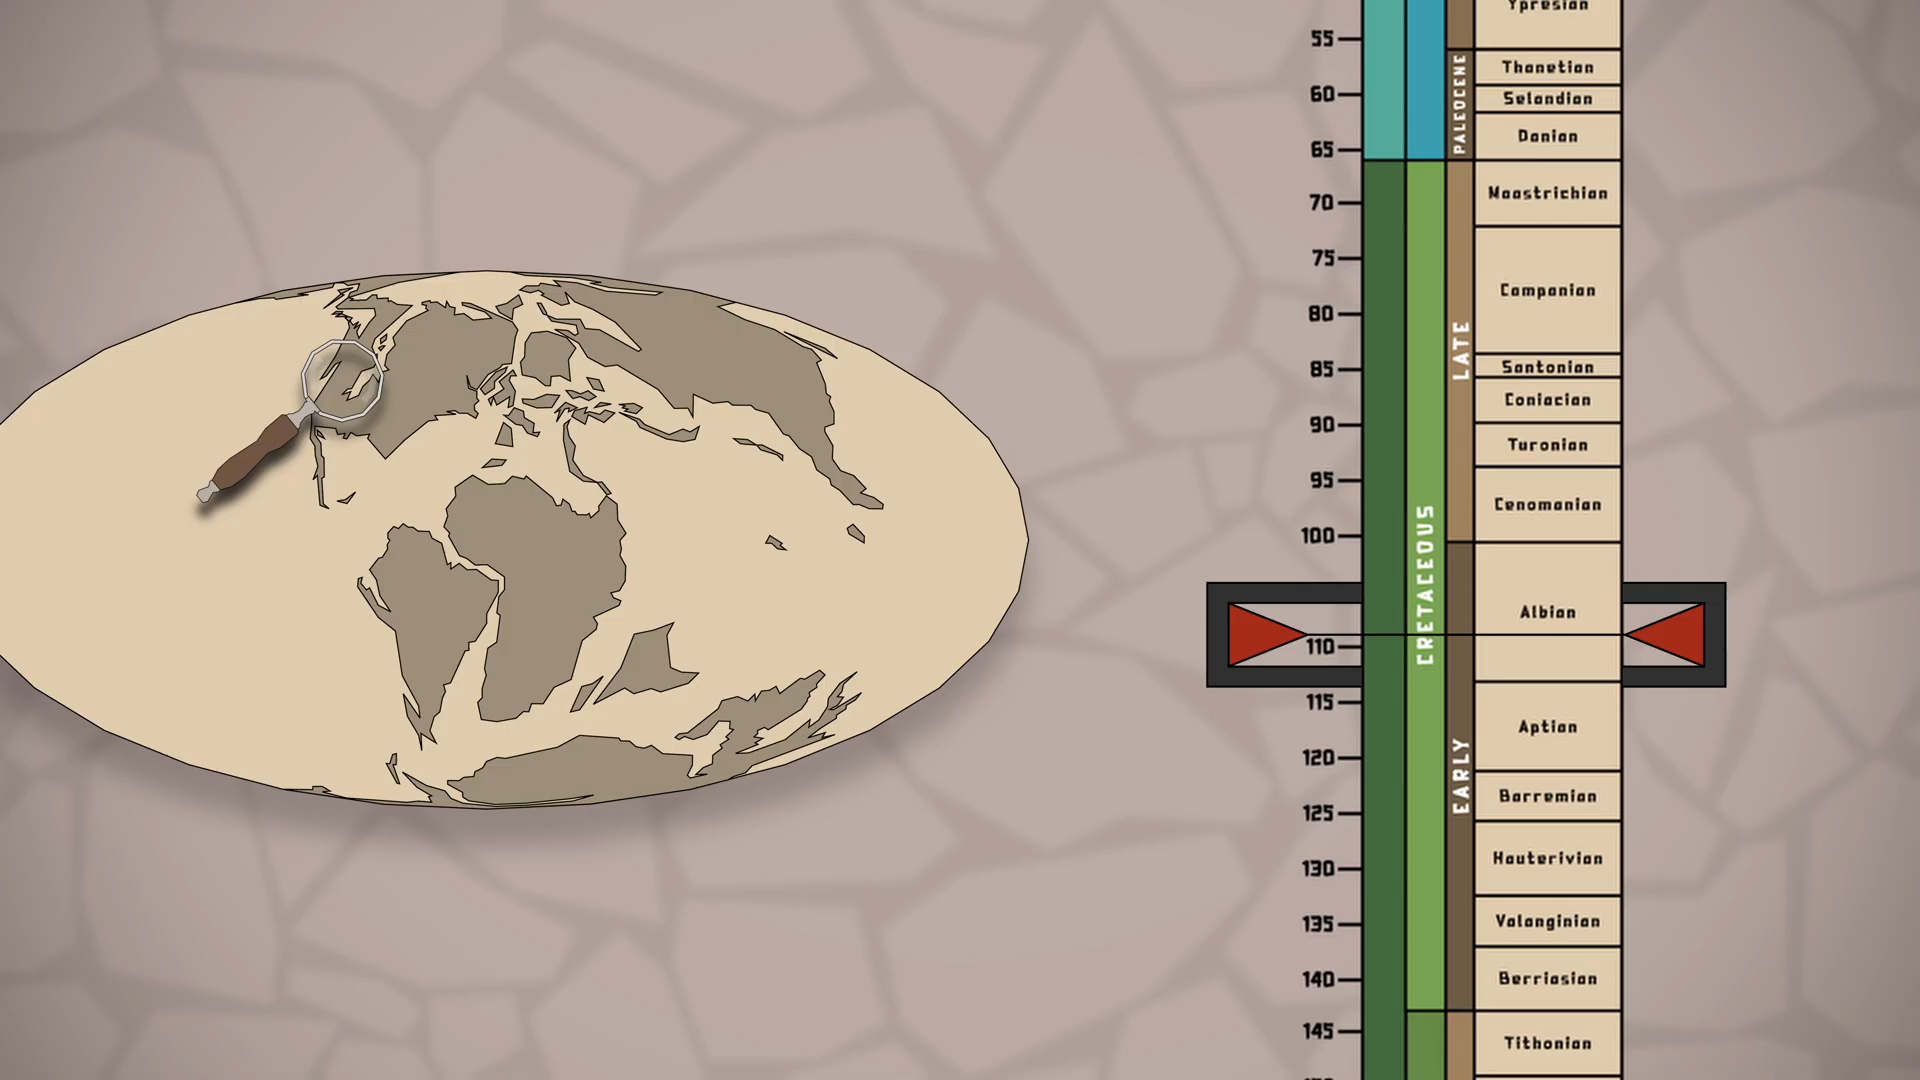 Ypresian
55
Thanetian
PALEOCENE
60
Selandian
Danian
65
Maastrichian
70
75
Campanian
80
LATE
85
Santonian
Coniacian
90
Turonian
95
Cenomanian
100
CRETACEOUS
Albian
110
115
Aptian
120
EARLY
Barremian
125
Hauterivian
130
Valanginian
135
Berriasian
140
145
Tithonian